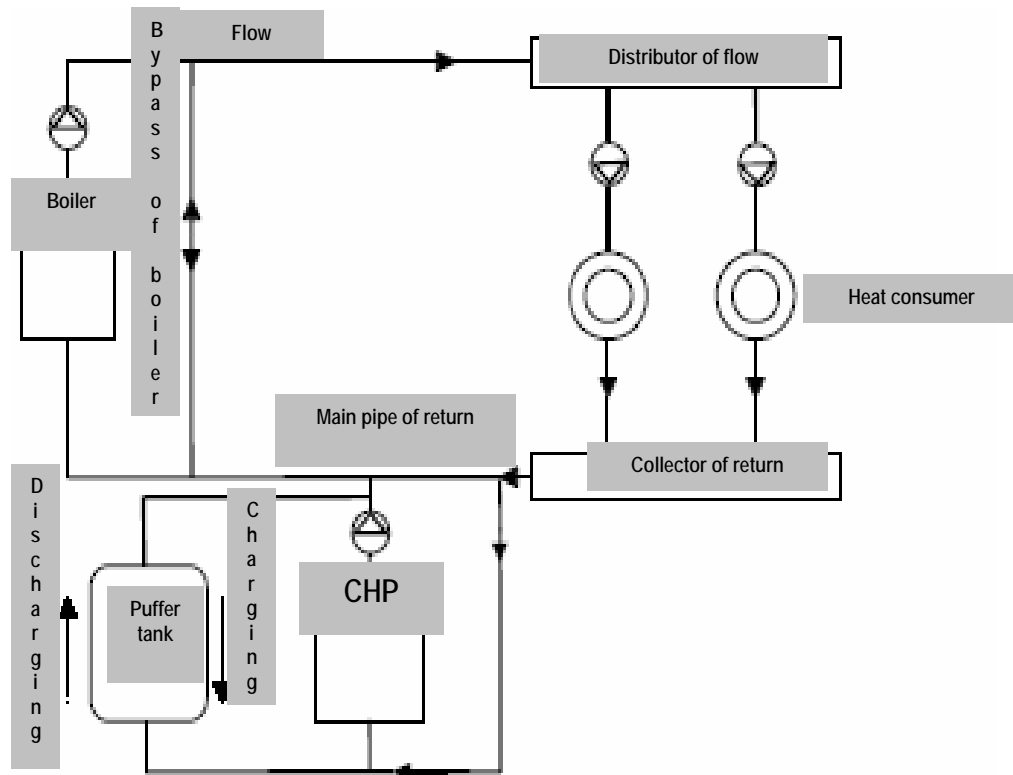 Bypass of boiler
Flow
Distributor of flow
Boiler
Heat consumer
Main pipe of return
Collector of return
Discharging
Charging
CHP
Puffer
tank